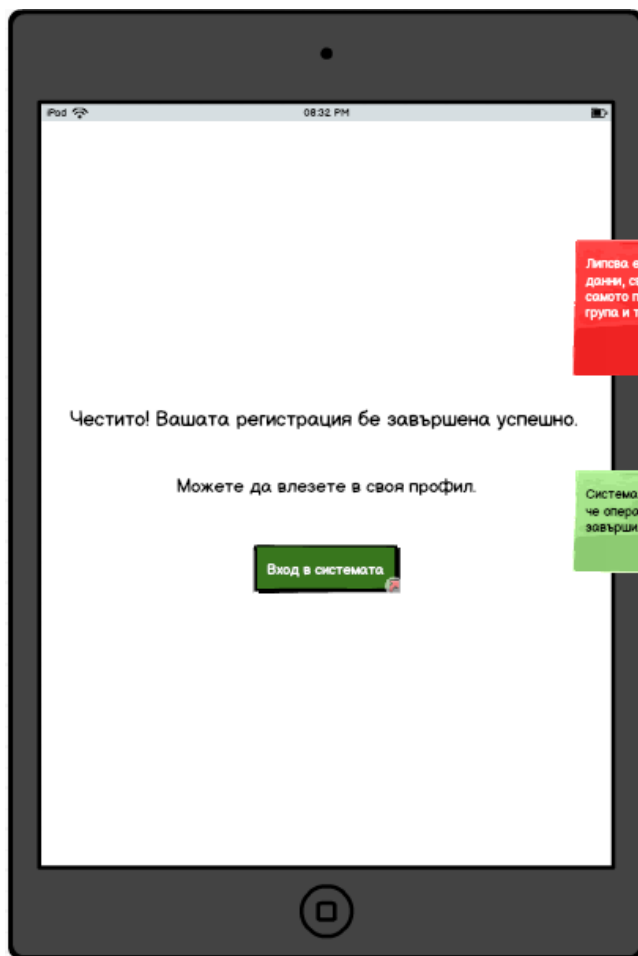 iPad 08:32 PM
Липсва
данни,
самото
група и
Честито! Вашата регистрация бе завършена успешно.
Можете да влезете в своя профил.
Система
че
завърши
Вход в системата